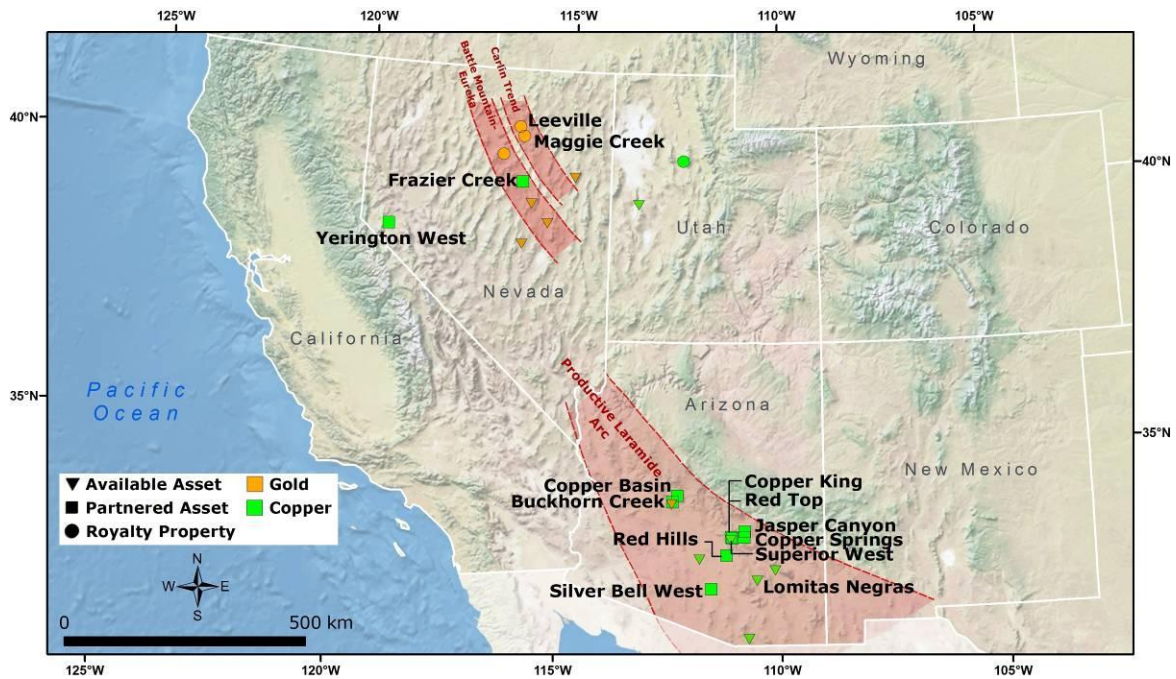 120°W
115°W
110°W
105°W
Wyoming
Battle Mountain-
Eureka
Carlin Trend
40°N
Leeville
Maggie Creek
40°N
Frazier Creek
Yerington West
Utah
Colorado
Nevada
California
Pacific
Ocean
35°N
Productive Laramide
Arc
Arizona
35°N
New Mexico
Available Asset
Gold
Partnered Asset
Copper
Royalty Property
Copper Basin
Buckhorn Creek
Copper King
Red Top
Jasper Canyon
Red Hills
Copper Springs
Superior West
Silver Bell West
Lomitas Negras
N
W
E
S
0
500 km
125°W
120°W
115°W
110°W
105°W